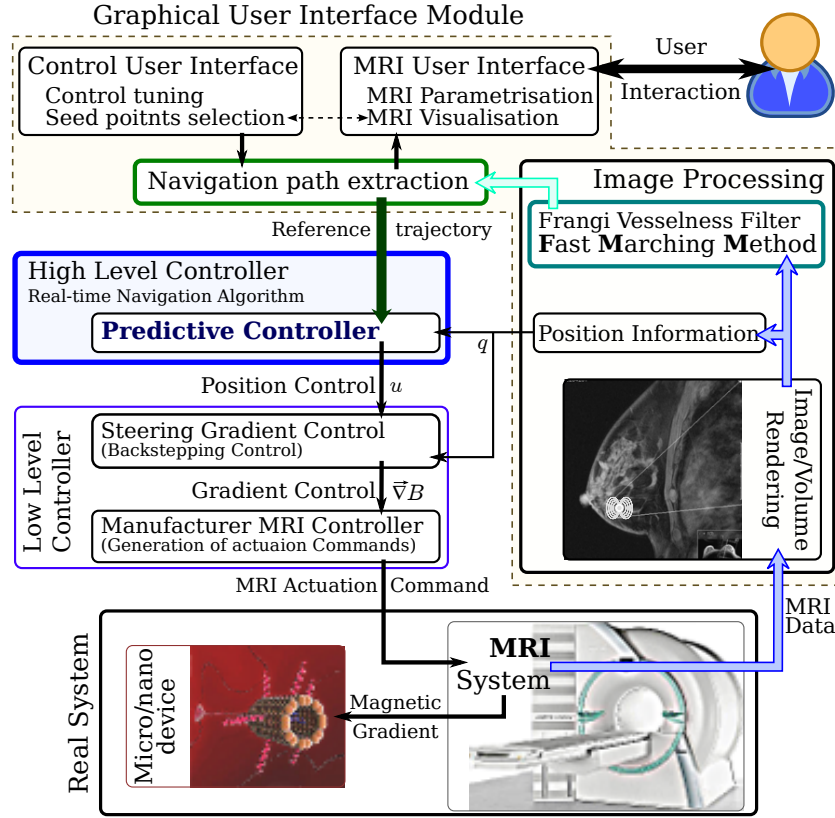 Graphical User Interface Module
Control User Interface
Control tuning
Seed poitnts selection
MRI User Interface
MRI Parametrisation
MRI Visualisation
User
Interaction
Navigation path extraction
Reference trajectory
Image Processing
Frangi Vesselness Filter
Fast Marching Method
High Level Controller
Real-time Navigation Algorithm
Predictive Controller
Position Information
q
Position Control u
Image/Volume
Rendering
Low Level
Controller
Steering Gradient Control
(Backstepping Control)
Gradient Control ∇⃗B
Manufacturer MRI Controller
(Generation of actuaion Commands)
MRI Actuation Command
MRI
Data
Real System
Micro/nano
device
Magnetic
Gradient
MRI
System